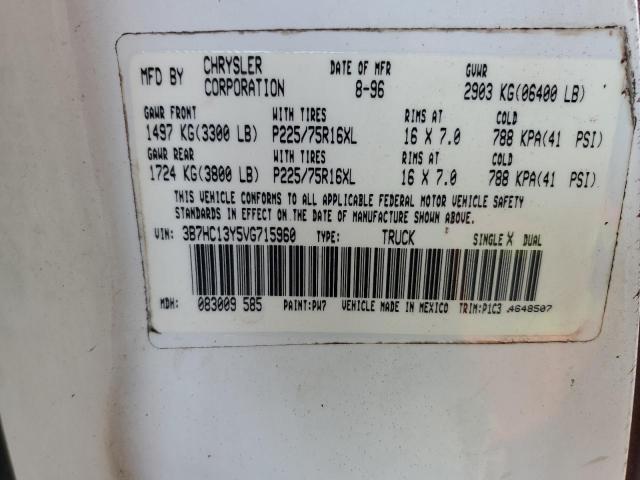 MFD BY CHRYSLER CORPORATION DATE OF MFR 8-96 GVWR 2903 KG(06400 LB)
GAWR FRONT WITH TIRES RIMS AT COLD
1497 KG(3300 LB) P225/75R16XL 16 X 7.0 788 KPA(41 PSI)
GAWR REAR WITH TIRES RIMS AT COLD
1724 KG(3800 LB) P225/75R16XL 16 X 7.0 788 KPA(41 PSI)
THIS VEHICLE CONFORMS TO ALL APPLICABLE FEDERAL MOTOR VEHICLE SAFETY
STANDARDS IN EFFECT ON THE DATE OF MANUFACTURE SHOWN ABOVE.
VIN: 3B7HC13Y5VG715960 TYPE: TRUCK SINGLE X DUAL
MDH: 083009 585 PAINT:PW7 VEHICLE MADE IN MEXICO TRIM:P1C3 4648507